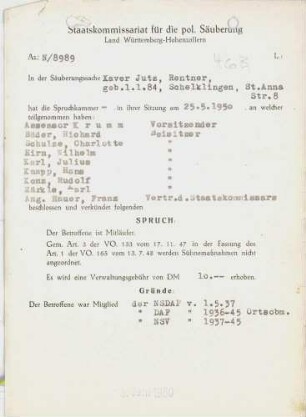 Staatskommissariat für die pol. Säuberung
Land Württemberg-Hohenzollern
Az.: N/8989
L.:
In der Säuberungssache Xaver Jutz, Rentner,
geb.1.1.84, Schelklingen, St.Anna
Str.8
hat die Spruchkammer - in ihrer Sitzung am 25.5.1950 , an welcher
teilgenommen haben:
Assessor K r u m m Vorsitzender
Bäder, Richard Beisitzer
Schulze, Charlotte "
Hirn, Wilhelm "
Karl, Julius "
Knapp, Hans "
Kenz, Rudolf "
Märkle, Karl "
Ang. Hauer, Franz Vertr.d.Staatskommissars
beschlossen und verkündet folgenden
SPRUCH.
Der Betroffene ist Mitläufer.
Gem. Art. 3 der VO. 133 vom 17. 11. 47 in der Fassung des
Art. 1 der VO. 165 vom 13. 7. 48 werden Sühnemaßnahmen nicht
angeordnet.
Es wird eine Verwaltungsgebühr von DM 10.-- erhoben.
Gründe.
Der Betroffene war Mitglied der NSDAP v. 1.5.37
" DAF " 1936-45 Ortsobm.
" NSV " 1937-45